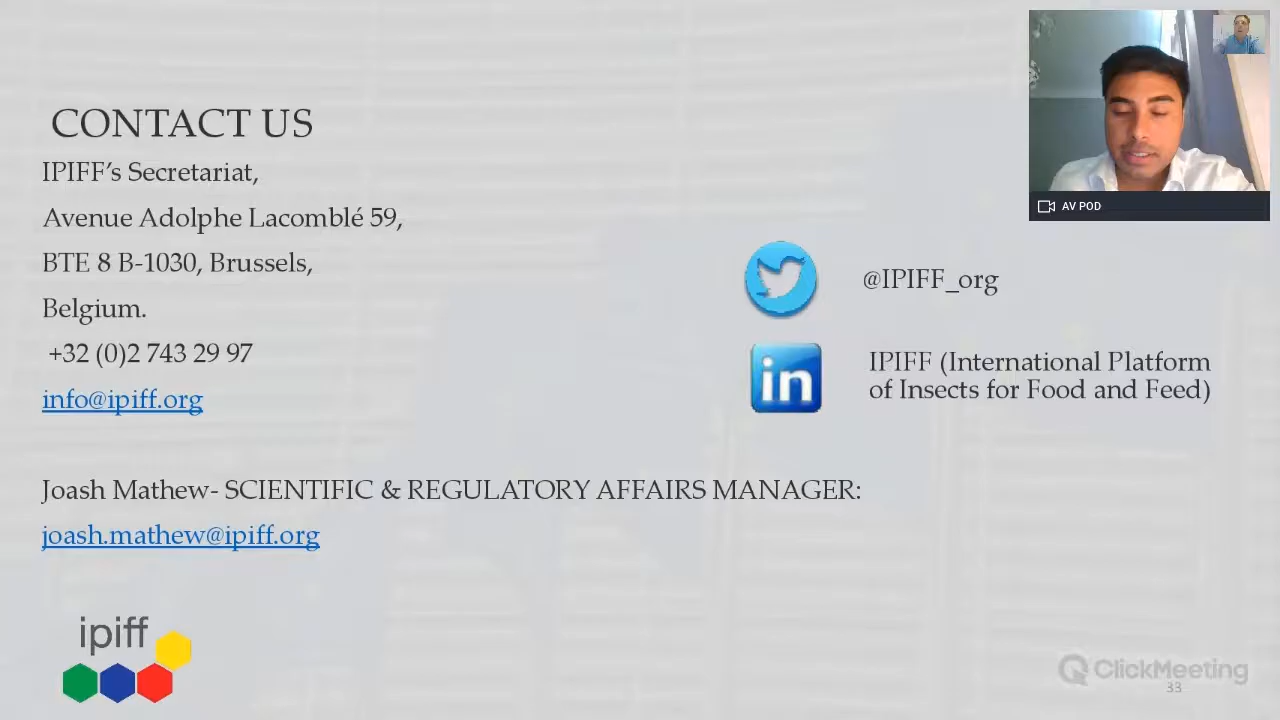 CONTACT US
IPIFF’s Secretariat,
Avenue Adolphe Lacomblé 59,
BTE 8 B-1030, Brussels,
Belgium.
+32 (0)2 743 29 97
info@ipiff.org
Joash Mathew- SCIENTIFIC & REGULATORY AFFAIRS MANAGER:
joash.mathew@ipiff.org
ipiff
AV POD
@IPIFF_org
in
IPIFF (International Platform
of Insects for Food and Feed)
ClickMeeting
33